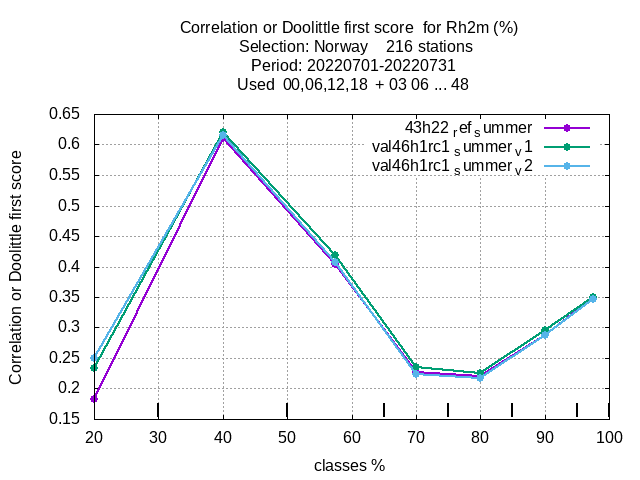 Correlation or Doolittle first score  for Rh2m (%)
Selection: Norway    216 stations
Period: 20220701-20220731
Used  00,06,12,18  + 03 06 ... 48
43h22 ref summer
val46h1rc1 summer v1
val46h1rc1 summer v2
Correlation or Doolittle first score
0.65
0.6
0.55
0.5
0.45
0.4
0.35
0.3
0.25
0.2
0.15
20 30 40 50 60 70 80 90 100
classes %